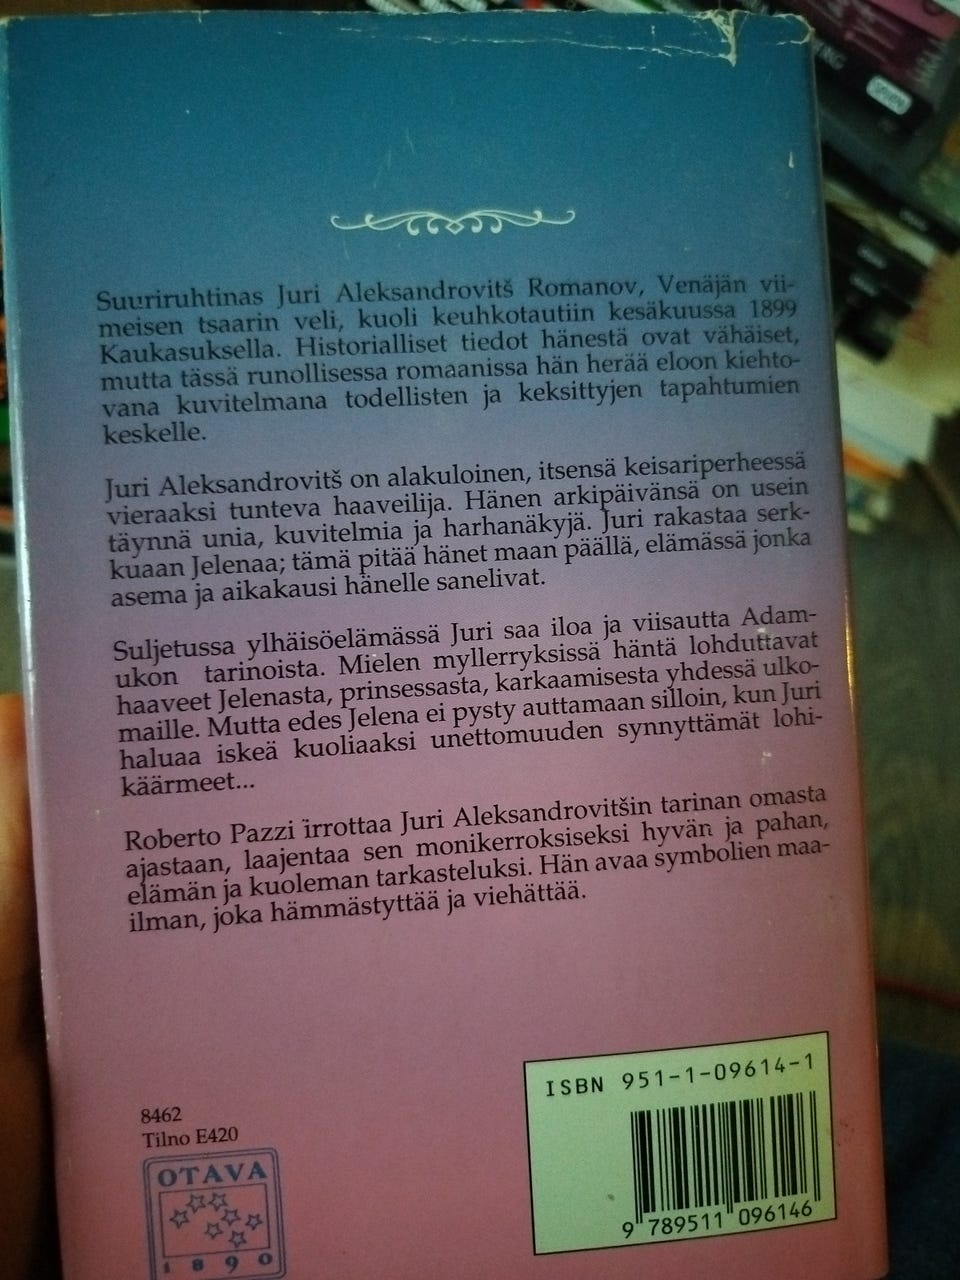 Suuriruhtinas Juri Aleksandrovitš Romanov, Venäjän vii-
meisen tsaarin veli, kuoli keuhkotautiin kesäkuussa 1899
Kaukasuksella. Historialliset tiedot hänestä ovat vähäiset,
mutta tässä runollisessa romaanissa hän herää eloon kiehto-
vana kuvitelmana todellisten ja keksittyjen tapahtumien
keskelle.
Juri Aleksandrovitš on alakuloinen, itsensä keisariperheessä
vieraaksi tunteva haaveilija. Hänen arkipäivänsä on usein
täynnä unia, kuvitelmia ja harhanäkyjä. Juri rakastaa serk-
kuaan Jelenaa; tämä pitää hänet maan päällä, elämässä jonka
asema ja aikakausi hänelle sanelivat.
Suljetussa ylhäisöelämässä Juri saa iloa ja viisautta Adam-
ukon tarinoista. Mielen myllerryksissä häntä lohduttavat
haaveet Jelenasta, prinsessasta, karkaamisesta yhdessä ulko-
maille. Mutta edes Jelena ei pysty auttamaan silloin, kun Juri
haluaa iskeä kuoliaaksi unettomuuden synnyttämät lohi-
käärmeet...
Roberto Pazzi irrottaa Juri Aleksandrovitšin tarinan omasta
ajastaan, laajentaa sen monikerroksiseksi hyvän ja pahan,
elämän ja kuoleman tarkasteluksi. Hän avaa symbolien maa-
ilman, joka hämmästyttää ja viehättää.
ISBN 951-1-09614-1
9 789511 096146
8462
Tilno E420
OTAVA
1890